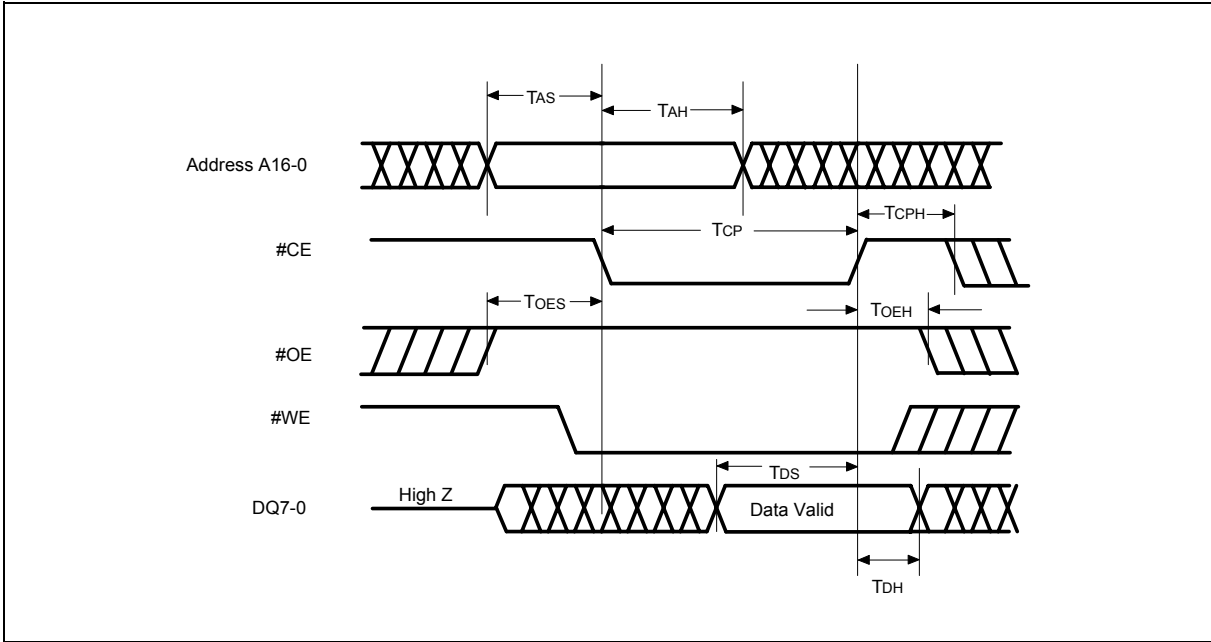 TAS
TAH
Address A16-0
TCPH
TCP
#CE
TOES
TOEH
#OE
#WE
TDS
High Z
DQ7-0
Data Valid
TDH